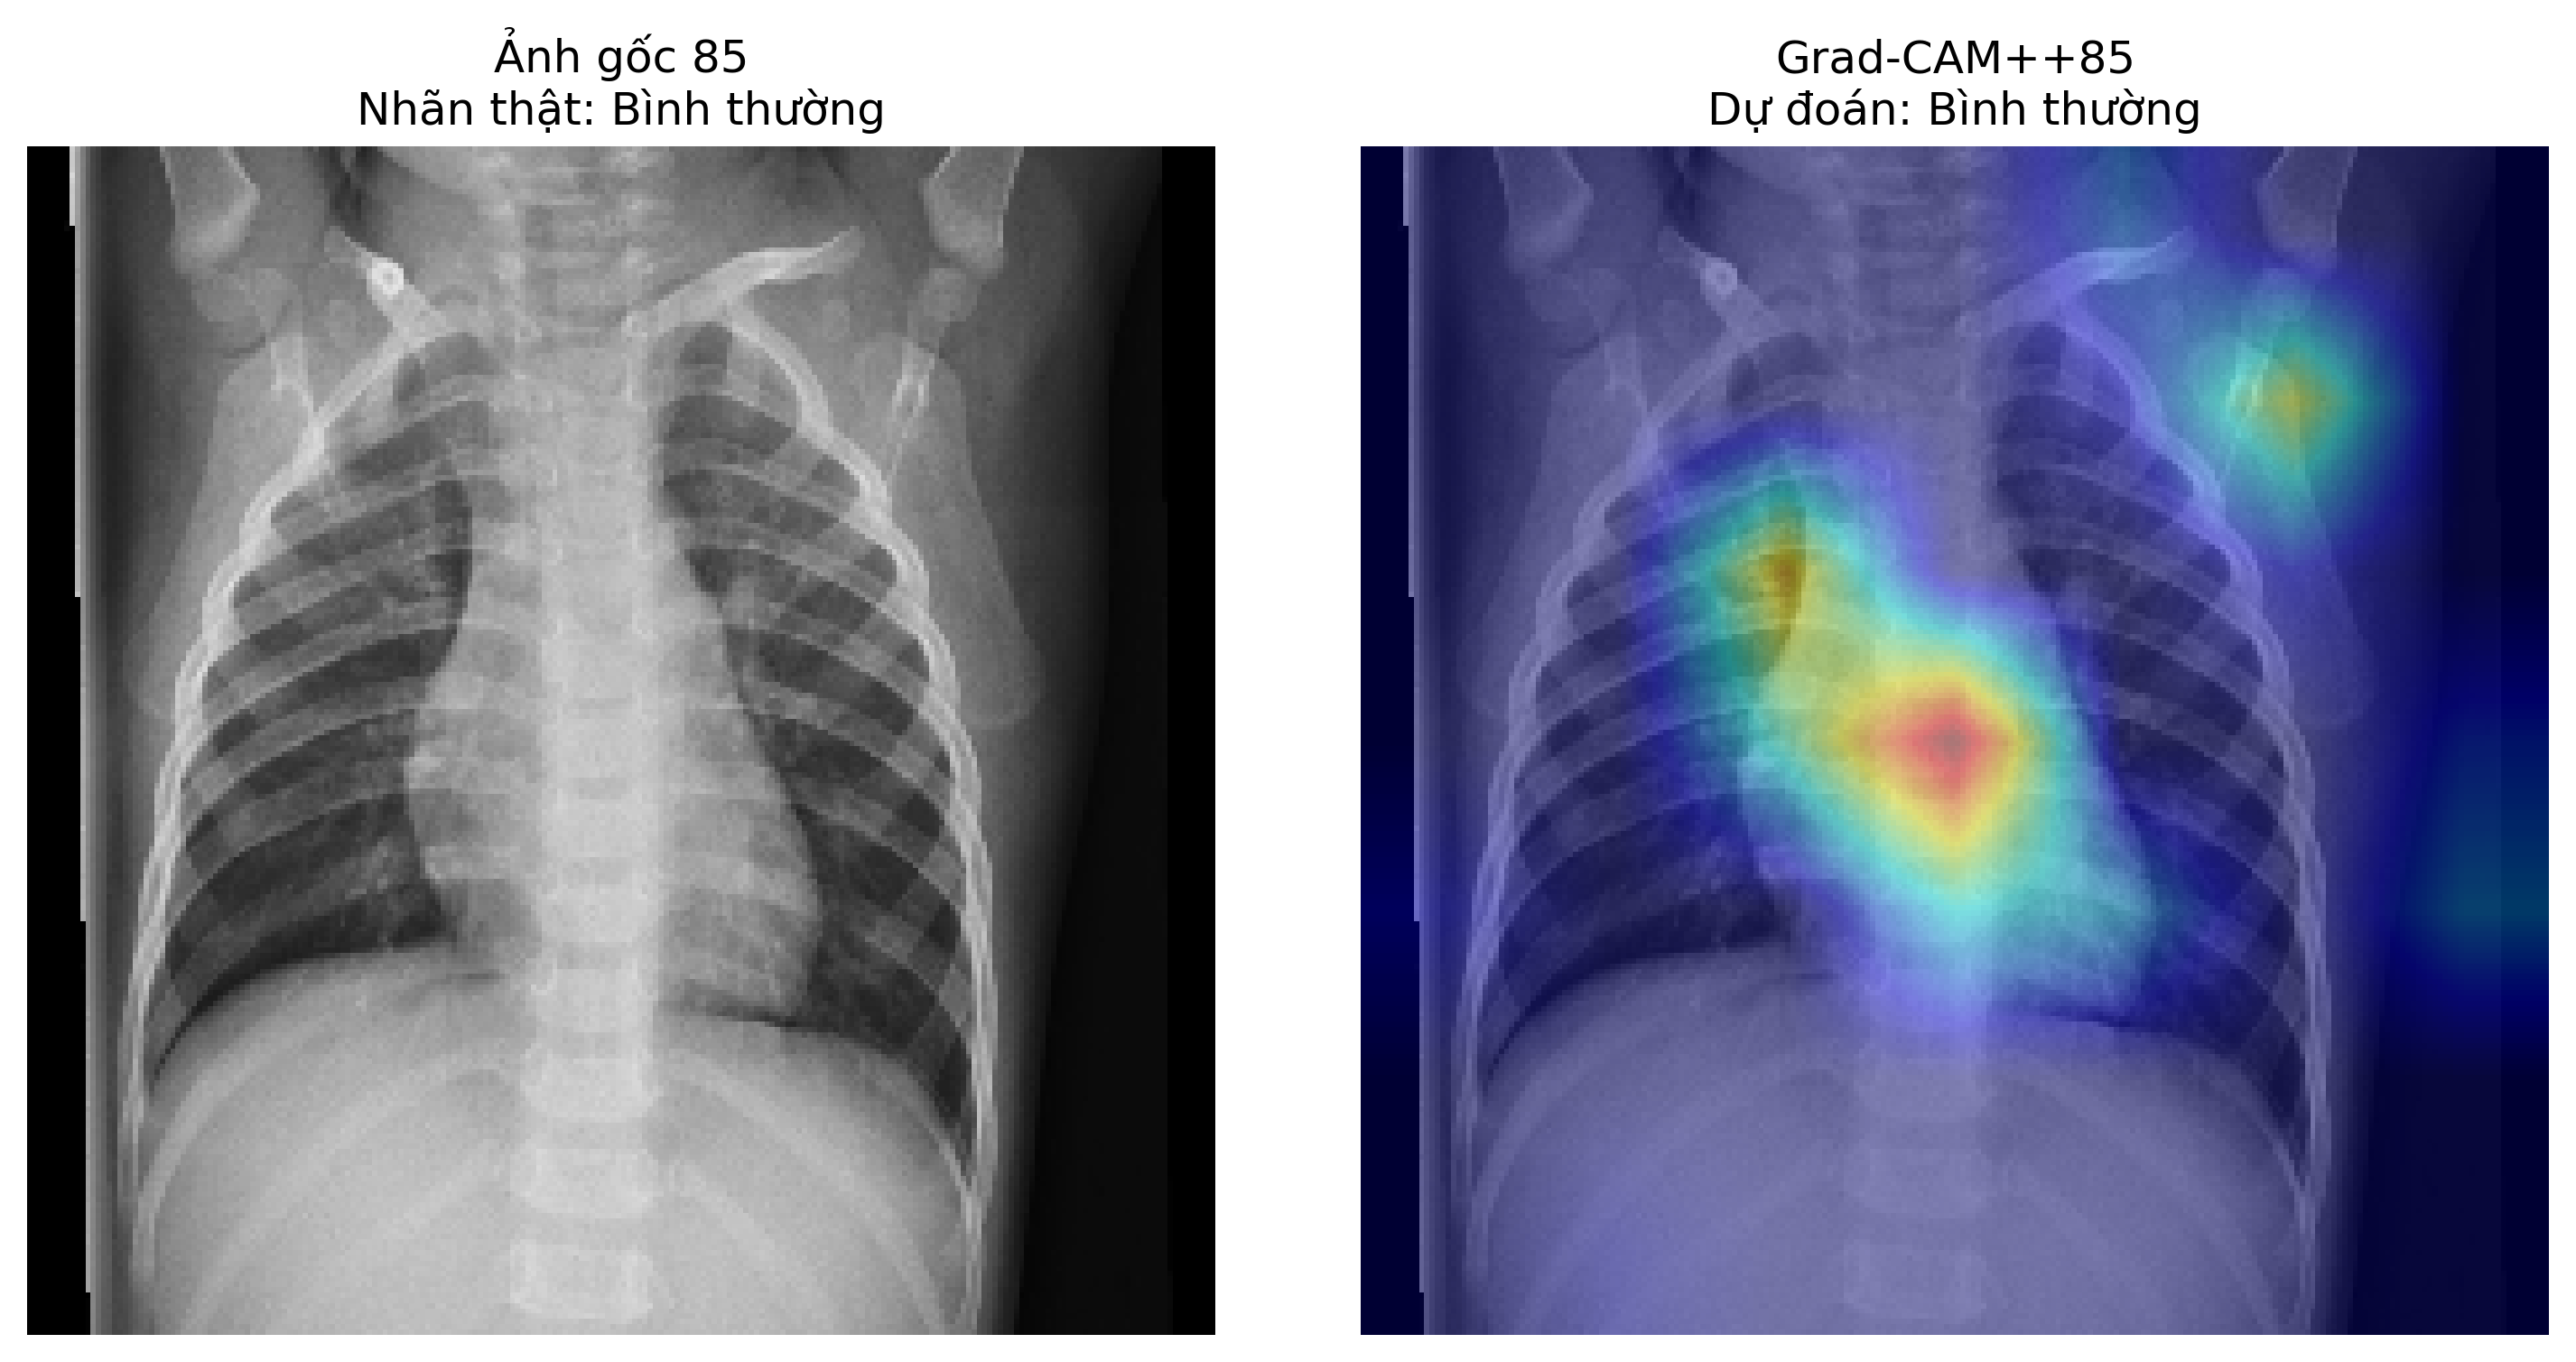 Ảnh gốc 85
Nhãn thật: Bình thường
Grad-CAM++85
Dự đoán: Bình thường